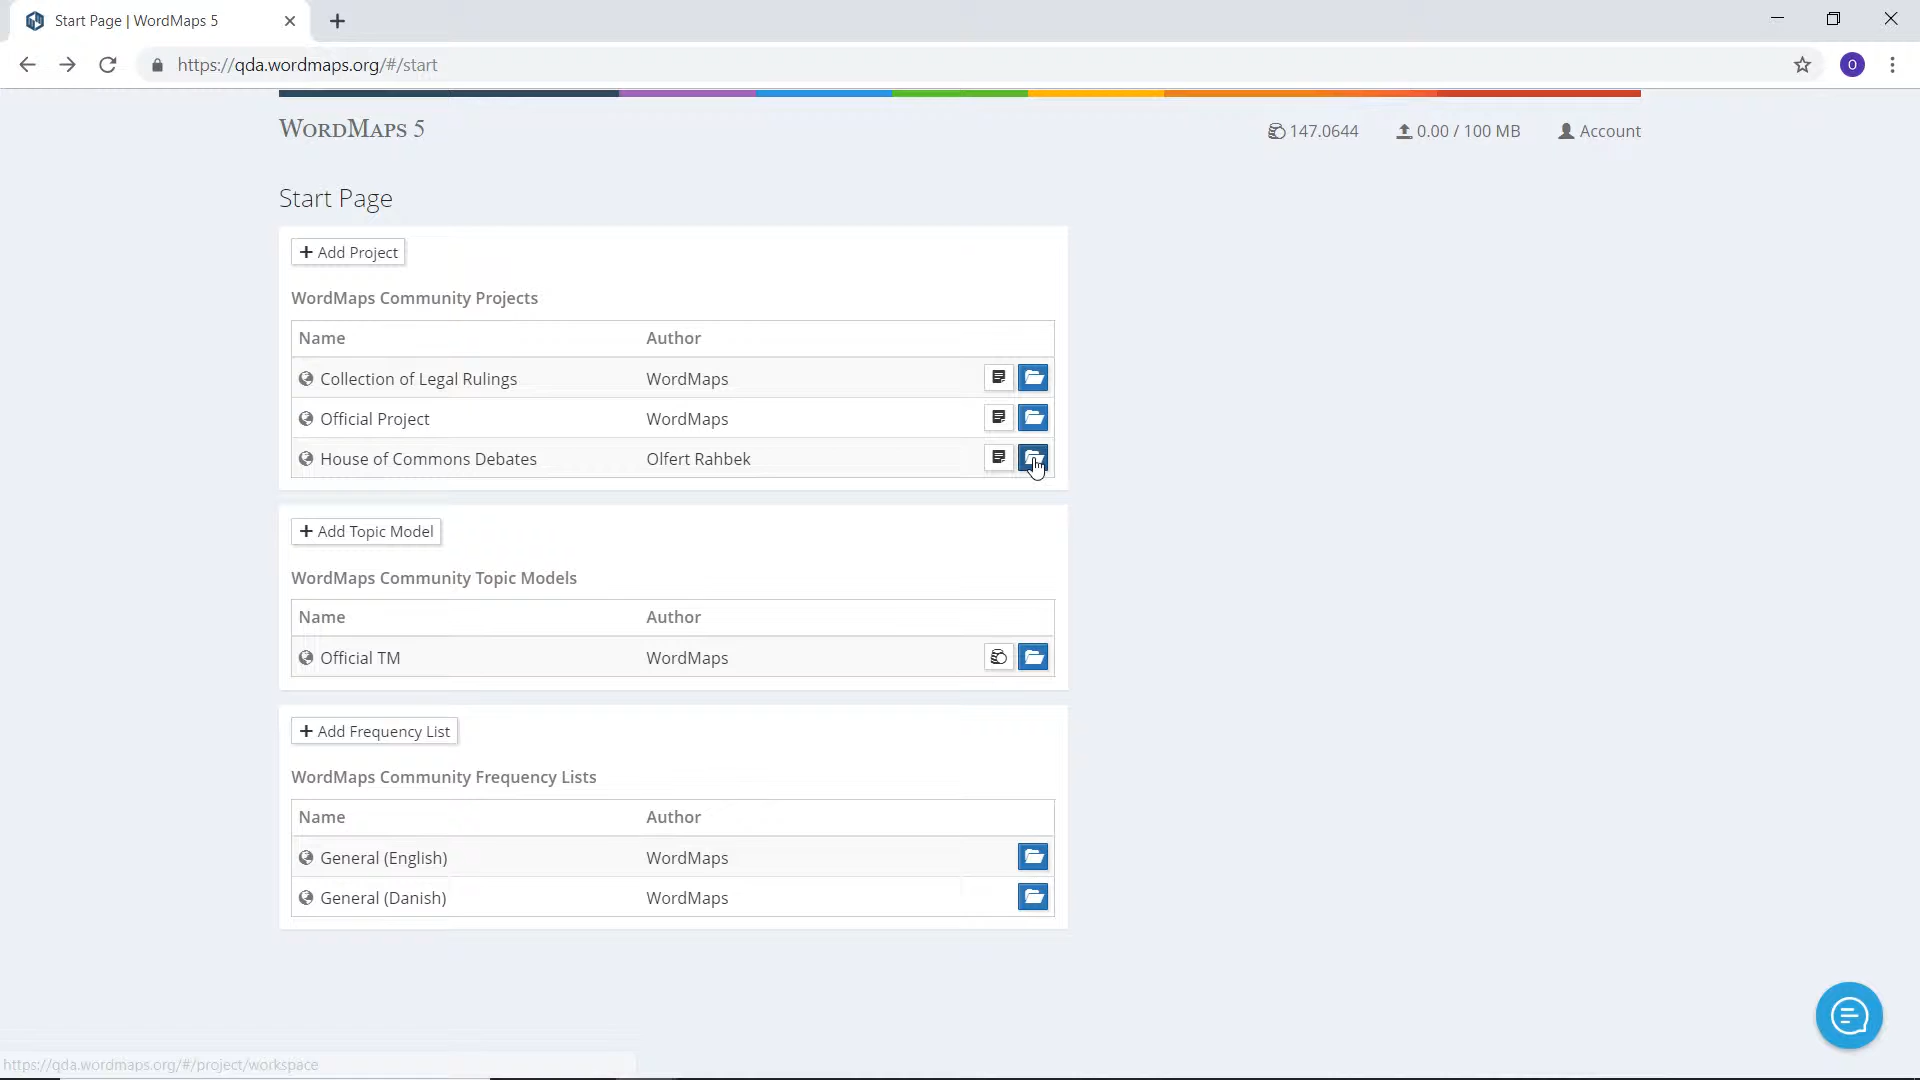 Start Page | WordMaps 5
https://qda.wordmaps.org/#/start
O
WORDMAPS 5
147.0644
0.00 / 100 MB
Account
Start Page
+ Add Project
WordMaps Community Projects
Name Author
Collection of Legal Rulings WordMaps
Official Project WordMaps
House of Commons Debates Olfert Rahbek
+ Add Topic Model
WordMaps Community Topic Models
Name Author
Official TM WordMaps
+ Add Frequency List
WordMaps Community Frequency Lists
Name Author
General (English) WordMaps
General (Danish) WordMaps
https://qda.wordmaps.org/#/project/workspace